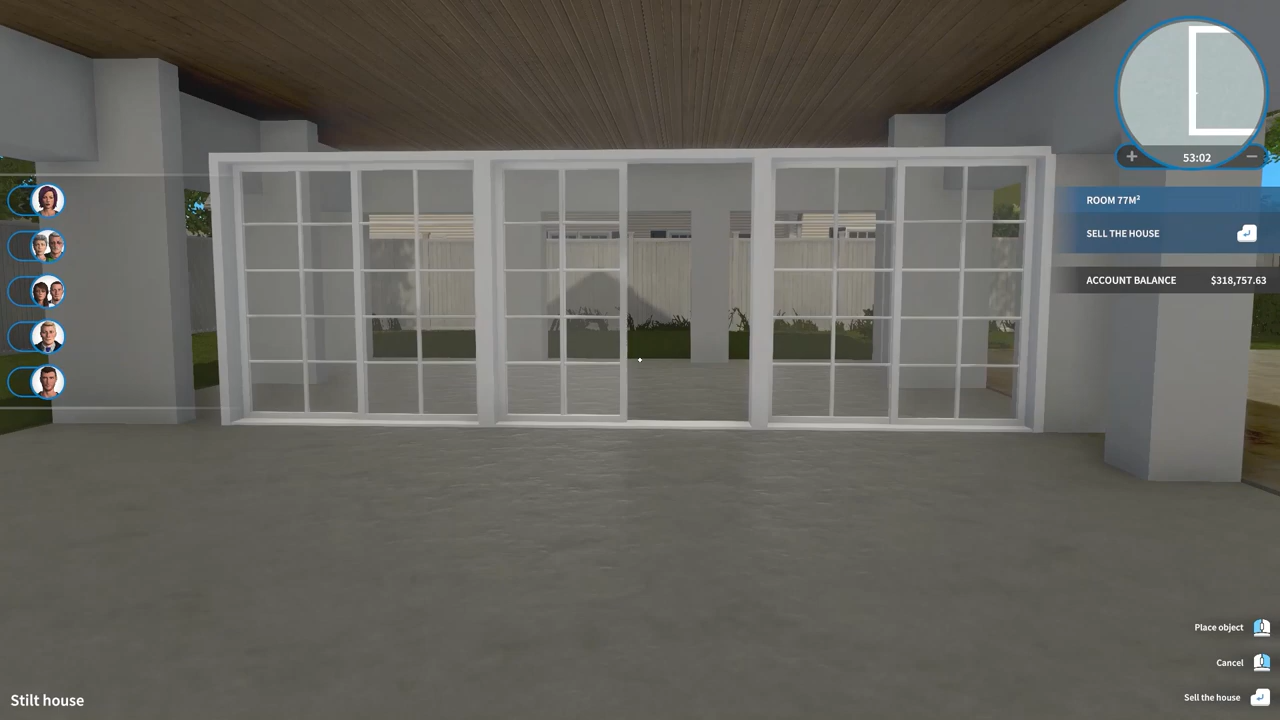 53:02
ROOM 77M²
SELL THE HOUSE
ACCOUNT BALANCE $318,757.63
Place object
Cancel
Sell the house
Stilt house